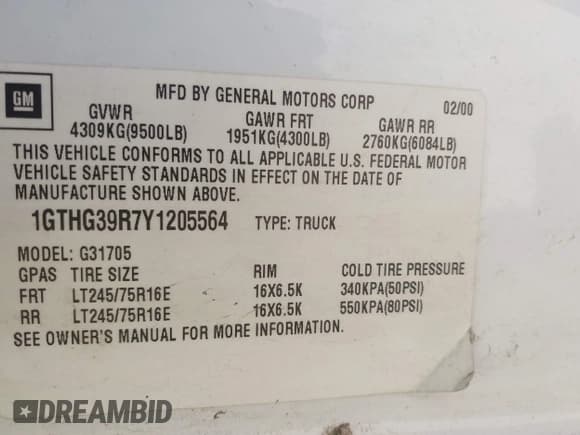 GM
MFD BY GENERAL MOTORS CORP 02/00
GVWR GAWR FRT GAWR RR
4309KG(9500LB) 1951KG(4300LB) 2760KG(6084LB)
THIS VEHICLE CONFORMS TO ALL APPLICABLE U.S. FEDERAL MOTOR
VEHICLE SAFETY STANDARDS IN EFFECT ON THE DATE OF
MANUFACTURE SHOWN ABOVE.
1GTHG39R7Y1205564 TYPE: TRUCK
MODEL: G31705
GPAS TIRE SIZE RIM COLD TIRE PRESSURE
FRT LT245/75R16E 16X6.5K 340KPA(50PSI)
RR LT245/75R16E 16X6.5K 550KPA(80PSI)
SEE OWNER'S MANUAL FOR MORE INFORMATION.
DREAMBID